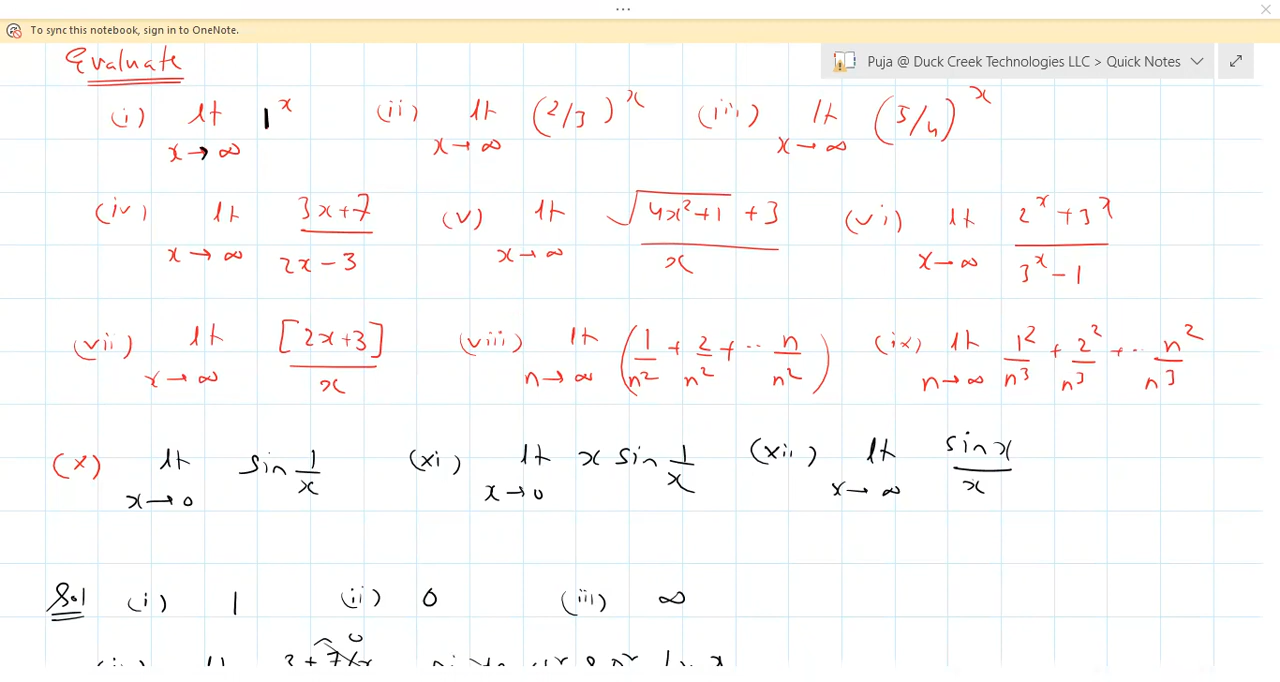 ...
To sync this notebook, sign in to OneNote.
Evaluate
Puja @ Duck Creek Technologies LLC > Quick Notes
(i) lt x→∞ 1^x (ii) lt x→∞ (2/3)^x (iii) lt x→∞ (5/4)^x
(iv) lt x→∞ (3x+7)/(2x-3) (v) lt x→∞ (√(4x²+1) + 3)/x (vi) lt x→∞ (2^x + 3^x)/(3^x - 1)
(vii) lt x→∞ [2x+3]/x (viii) lt n→∞ (1/n² + 2/n² + ·· n/n²) (ix) lt n→∞ 1²/n³ + 2²/n³ + ·· n²/n³
(x) lt x→0 sin 1/x (xi) lt x→0 x sin 1/x (xii) lt x→∞ sin x/x
Sol (i) 1 (ii) 0 (iii) ∞